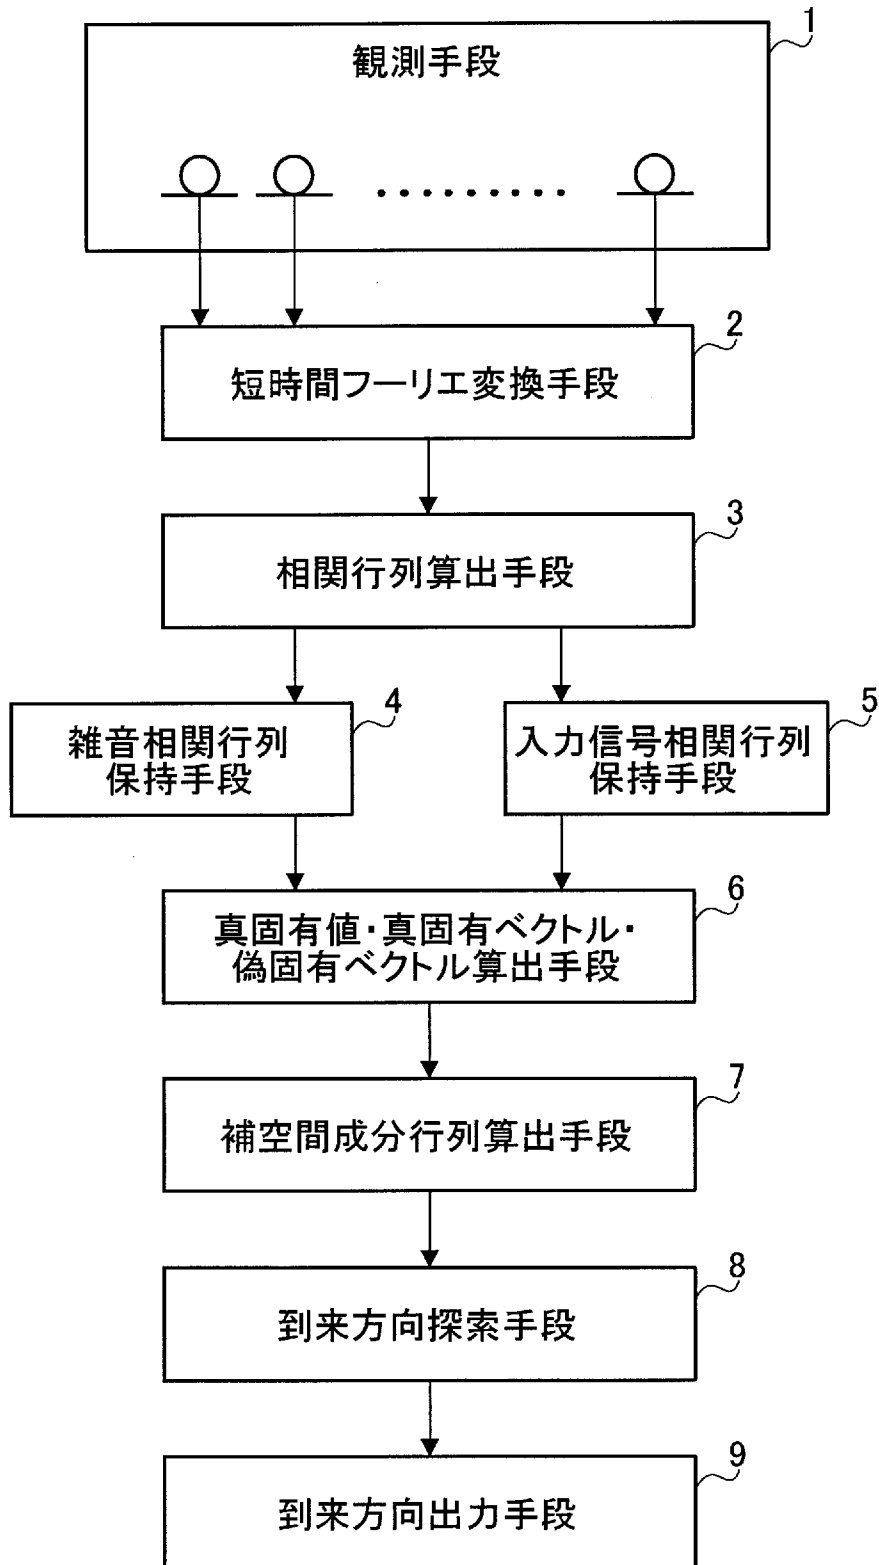 1
観測手段
2
短時間フーリエ変換手段
3
相関行列算出手段
4
雑音相関行列
保持手段
5
入力信号相関行列
保持手段
6
真固有値・真固有ベクトル・
偽固有ベクトル算出手段
7
補空間成分行列算出手段
8
到来方向探索手段
9
到来方向出力手段